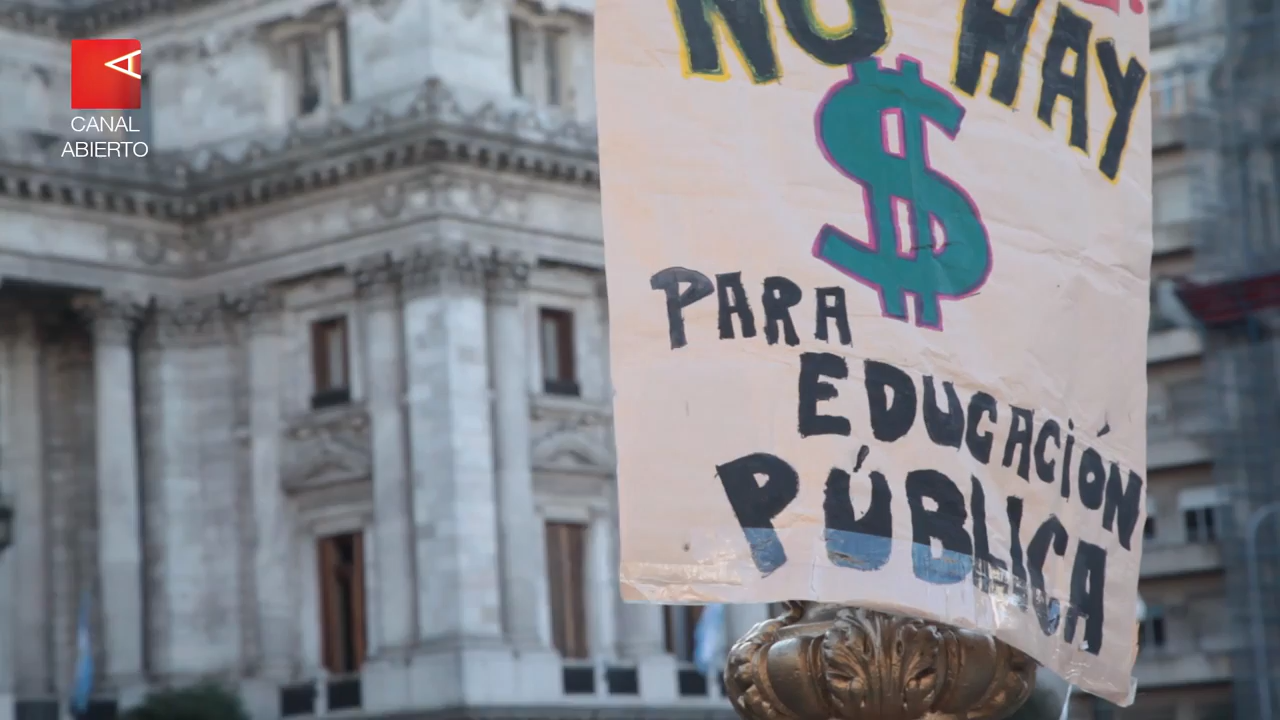 CANAL
ABIERTO
NO HAY
$
PARA
EDUCACIÓN
PÚBLICA